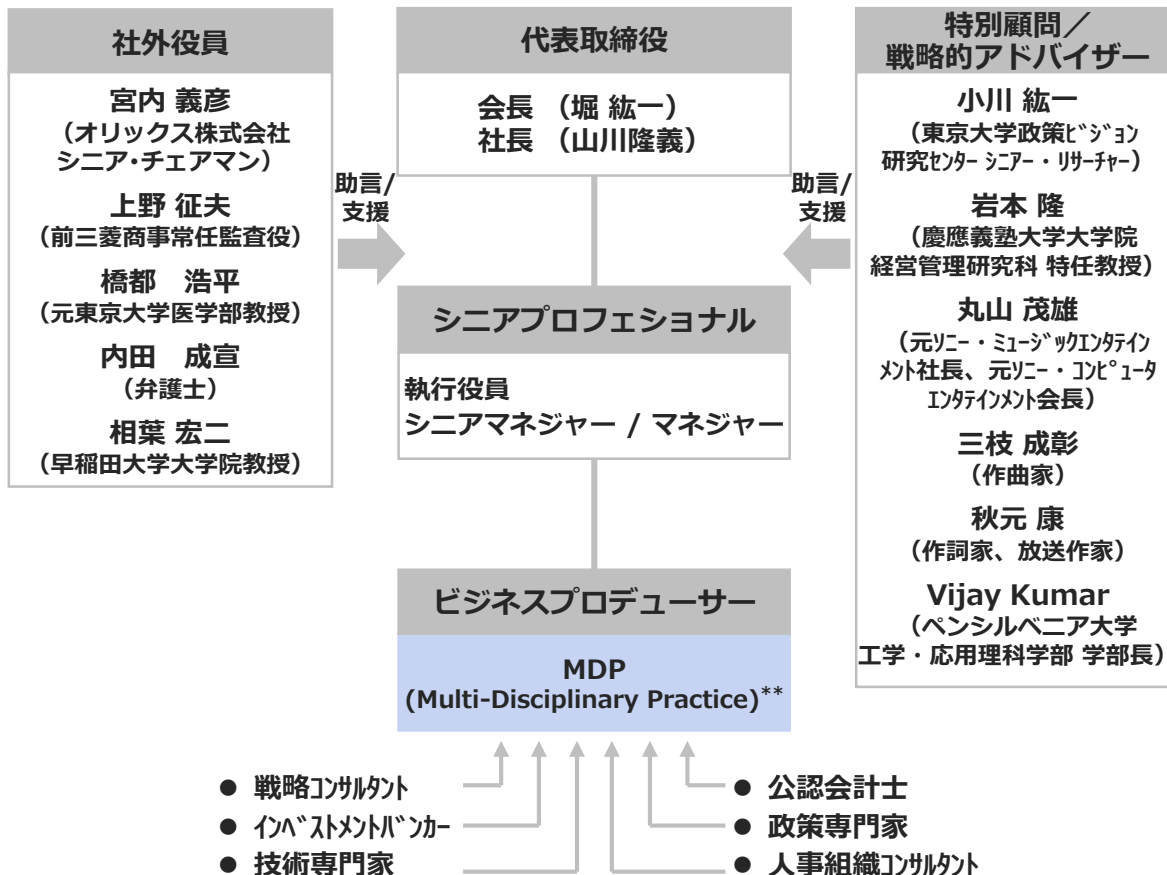 社外役員
宮内 義彦
（オリックス株式会社
シニア・チェアマン）
上野 征夫
（前三菱商事常任監査役）
橋都　浩平
（元東京大学医学部教授）
内田　成宣
（弁護士）
相葉 宏二
（早稲田大学大学院教授）
助言/
支援
代表取締役
会長 （堀 紘一）
社長 （山川隆義）
シニアプロフェショナル
執行役員
シニアマネジャー / マネジャー
ビジネスプロデューサー
MDP
(Multi-Disciplinary Practice)**
助言/
支援
特別顧問／
戦略的アドバイザー
小川 紘一
（東京大学政策ﾋﾞｼﾞｮﾝ
研究ｾﾝﾀｰ ｼﾆｱｰ・ﾘｻｰﾁｬｰ）
岩本 隆
（慶應義塾大学大学院
経営管理研究科 特任教授）
丸山 茂雄
（元ｿﾆｰ・ﾐｭｰｼﾞｯｸｴﾝﾀﾃｲﾝ
ﾒﾝﾄ社長、元ｿﾆｰ・ｺﾝﾋﾟｭｰﾀ
ｴﾝﾀﾃｲﾝﾒﾝﾄ会長）
三枝 成彰
（作曲家）
秋元 康
（作詞家、放送作家）
Vijay Kumar
（ペンシルベニア大学
工学・応用理科学部 学部長）
● 戦略ｺﾝｻﾙﾀﾝﾄ
● ｲﾝﾍﾞｽﾄﾒﾝﾄﾊﾞﾝｶｰ
● 技術専門家
● 公認会計士
● 政策専門家
● 人事組織ｺﾝｻﾙﾀﾝﾄ